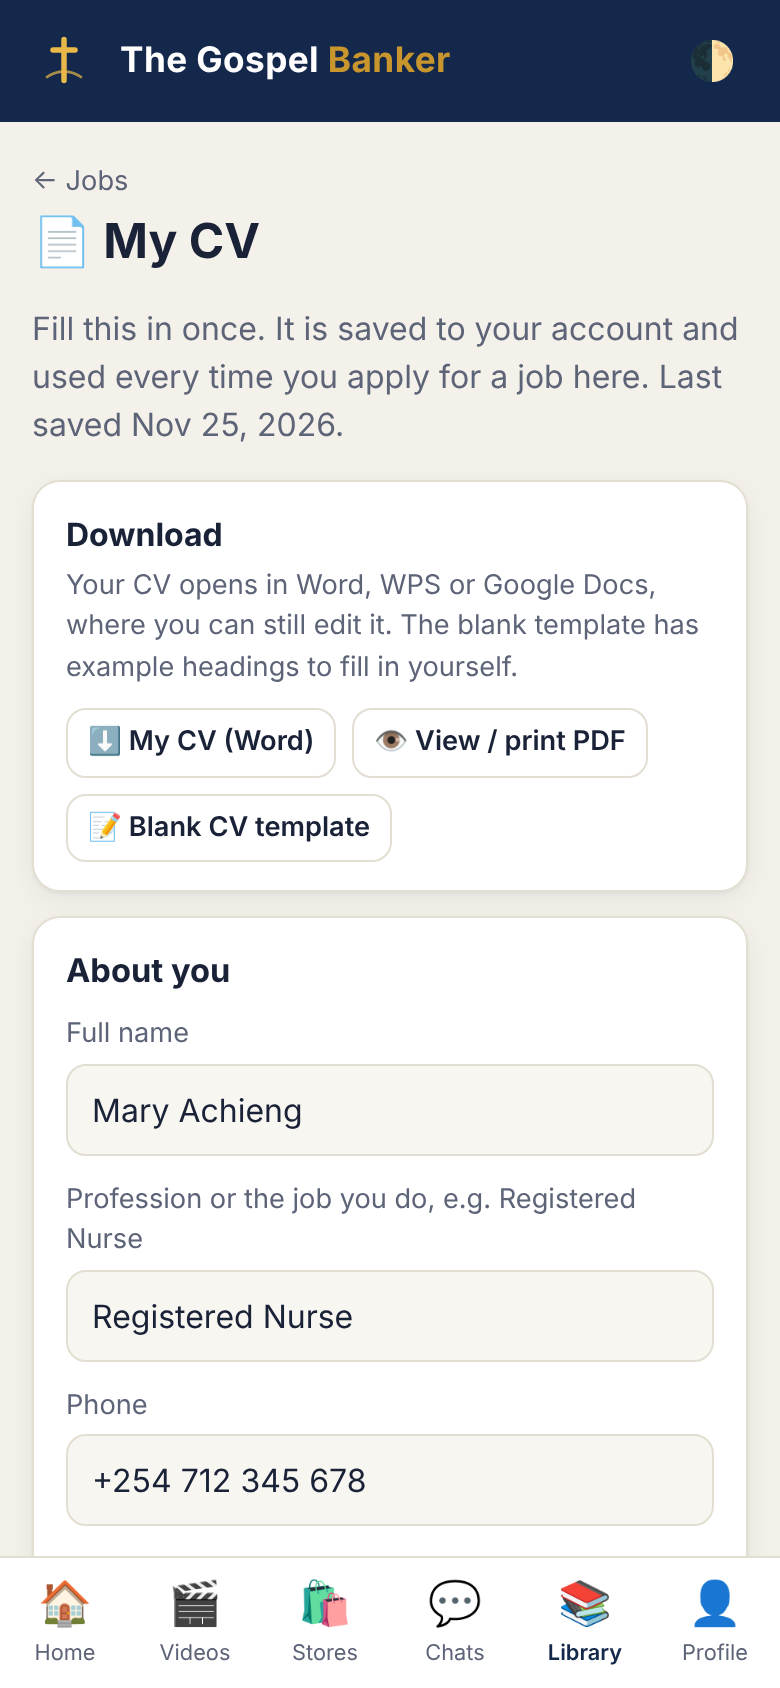 The Gospel Banker
← Jobs
My CV
Fill this in once. It is saved to your account and
used every time you apply for a job here. Last
saved Nov 25, 2026.
Download
Your CV opens in Word, WPS or Google Docs,
where you can still edit it. The blank template has
example headings to fill in yourself.
My CV (Word)
View / print PDF
Blank CV template
About you
Full name
Mary Achieng
Profession or the job you do, e.g. Registered
Nurse
Registered Nurse
Phone
+254 712 345 678
Home
Videos
Stores
Chats
Library
Profile